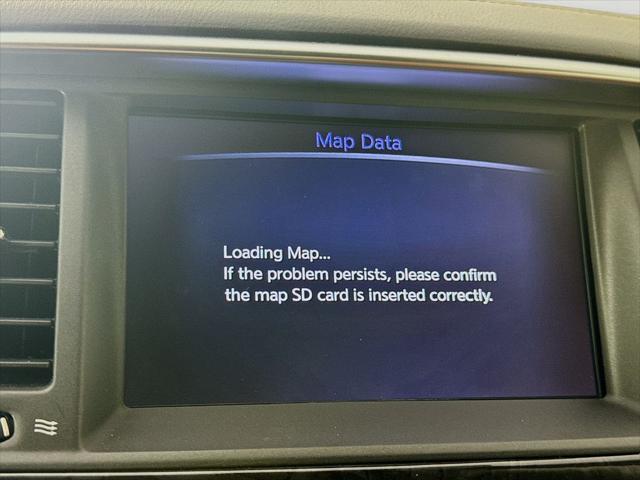 Map Data
Loading Map...
If the problem persists, please confirm
the map SD card is inserted correctly.